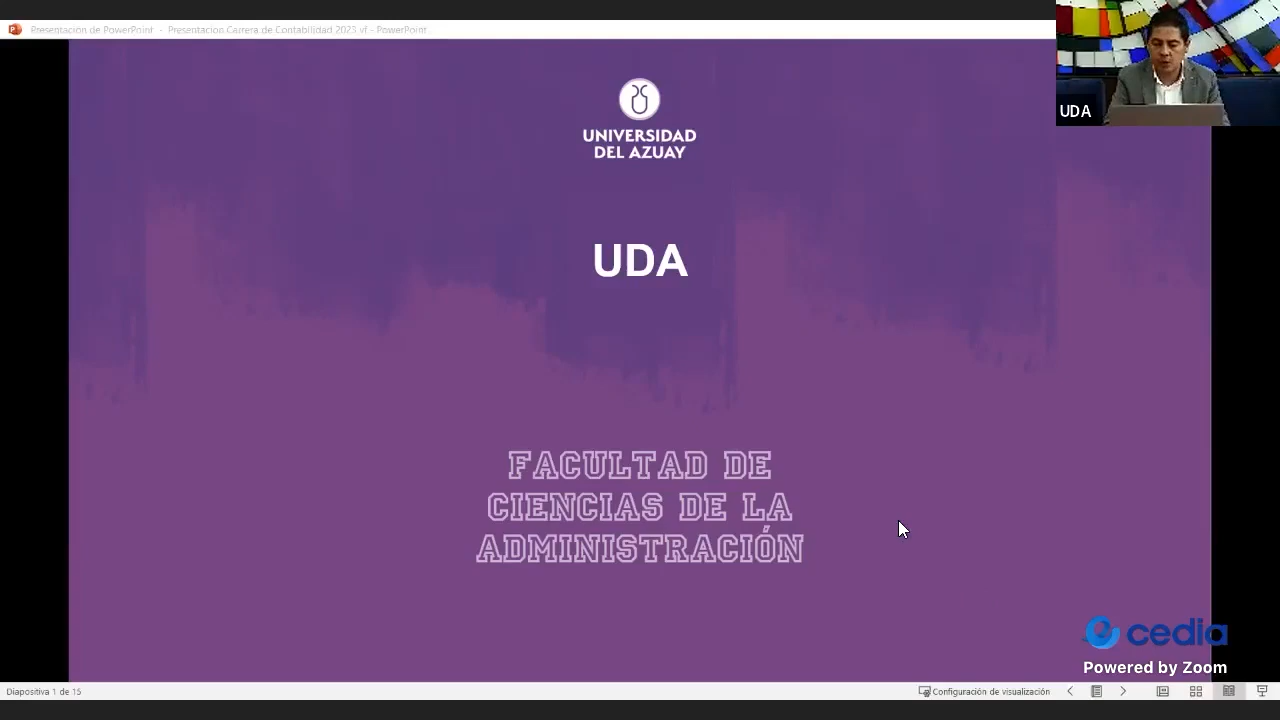 Presentación de PowerPoint - Presentacion Carrera de Contabilidad 2023 vf - PowerPoint
UDA
UNIVERSIDAD
DEL AZUAY
UDA
FACULTAD DE
CIENCIAS DE LA
ADMINISTRACIÓN
cedia
Powered by Zoom
Diapositiva 1 de 15
Configuración de visualización